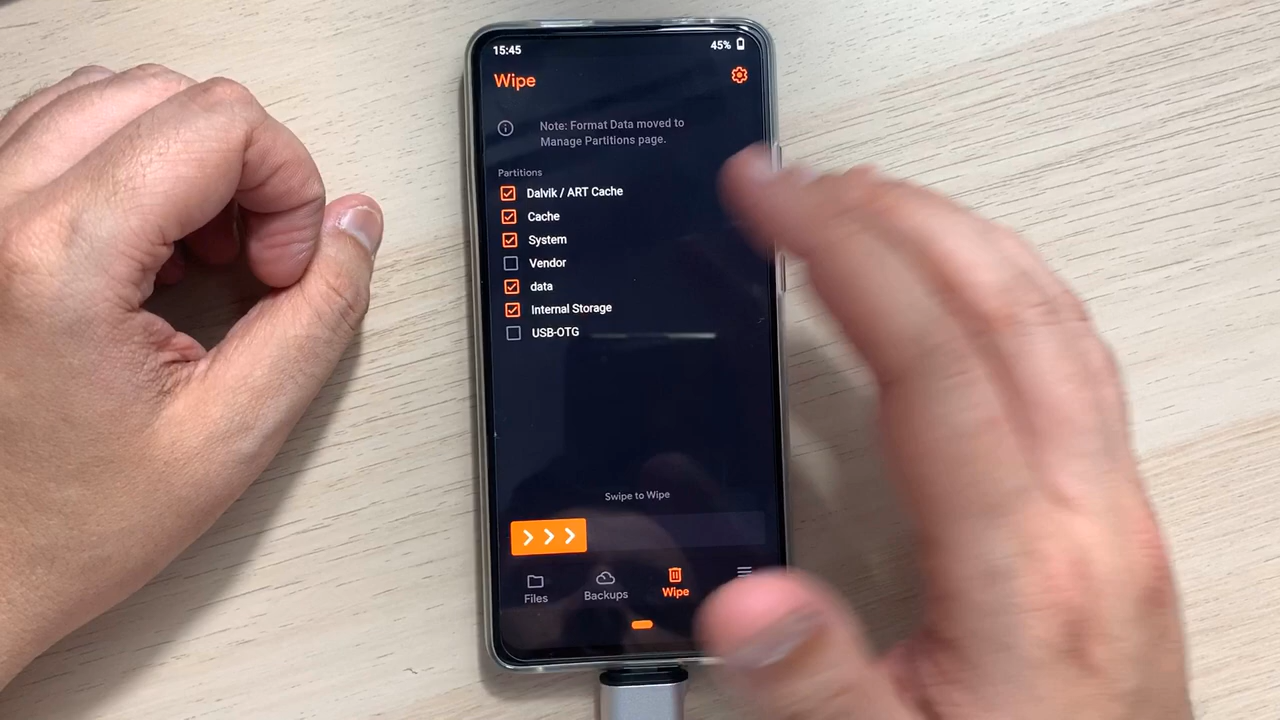 15:45
45%
Wipe
Note: Format Data moved to
Manage Partitions page.
Partitions
Dalvik / ART Cache
Cache
System
Vendor
data
Internal Storage
USB-OTG
Swipe to Wipe
Files
Backups
Wipe